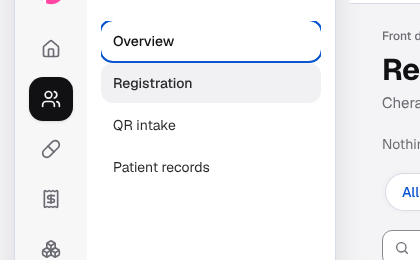 Overview
Registration
QR intake
Patient records
Front d
Re
Chera
Nothin
All